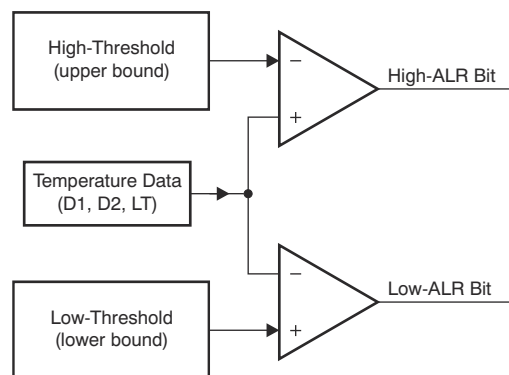 High-Threshold
(upper bound)
−
+
High-ALR Bit
Temperature Data
(D1, D2, LT)
−
+
Low-ALR Bit
Low-Threshold
(lower bound)